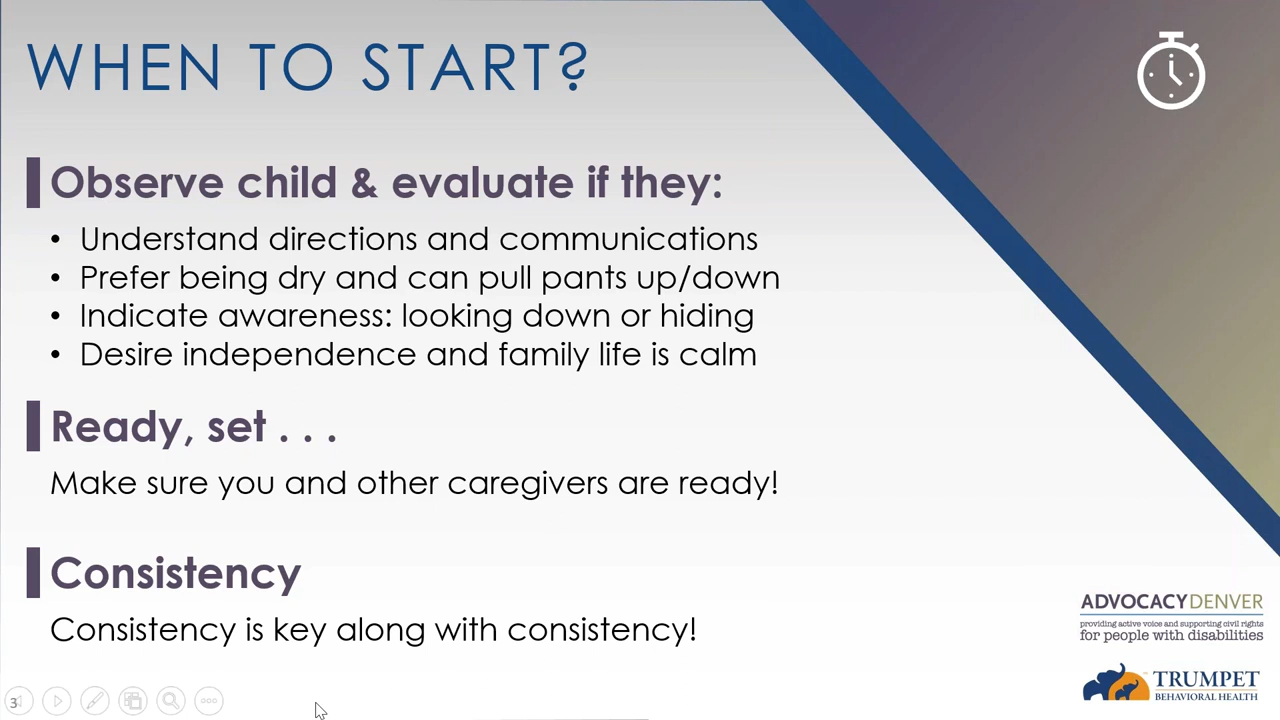 WHEN TO START?
Observe child & evaluate if they:
• Understand directions and communications
• Prefer being dry and can pull pants up/down
• Indicate awareness: looking down or hiding
• Desire independence and family life is calm
Ready, set . . .
Make sure you and other caregivers are ready!
Consistency
Consistency is key along with consistency!
ADVOCACYDENVER
providing active voice and supporting civil rights
for people with disabilities
TRUMPET
BEHAVIORAL HEALTH
3